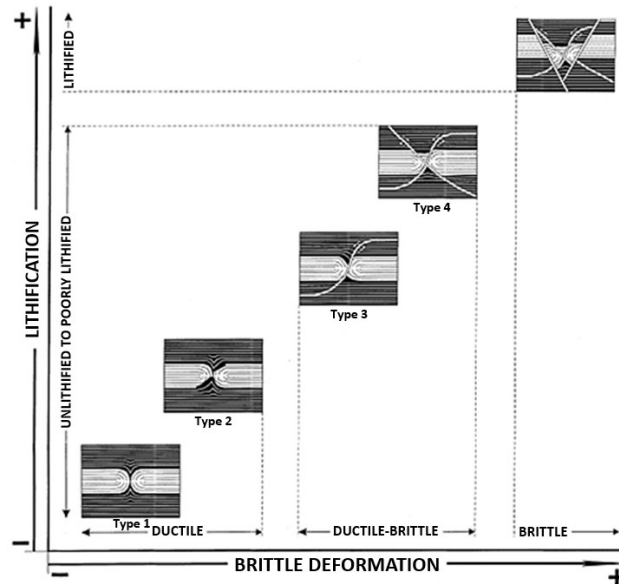 +
LITHIFIED
Type 4
LITHIFICATION
UNLITHIFIED TO POORLY LITHIFIED
Type 3
Type 2
Type 1
DUCTILE
DUCTILE-BRITTLE
BRITTLE
−
−
BRITTLE DEFORMATION
+